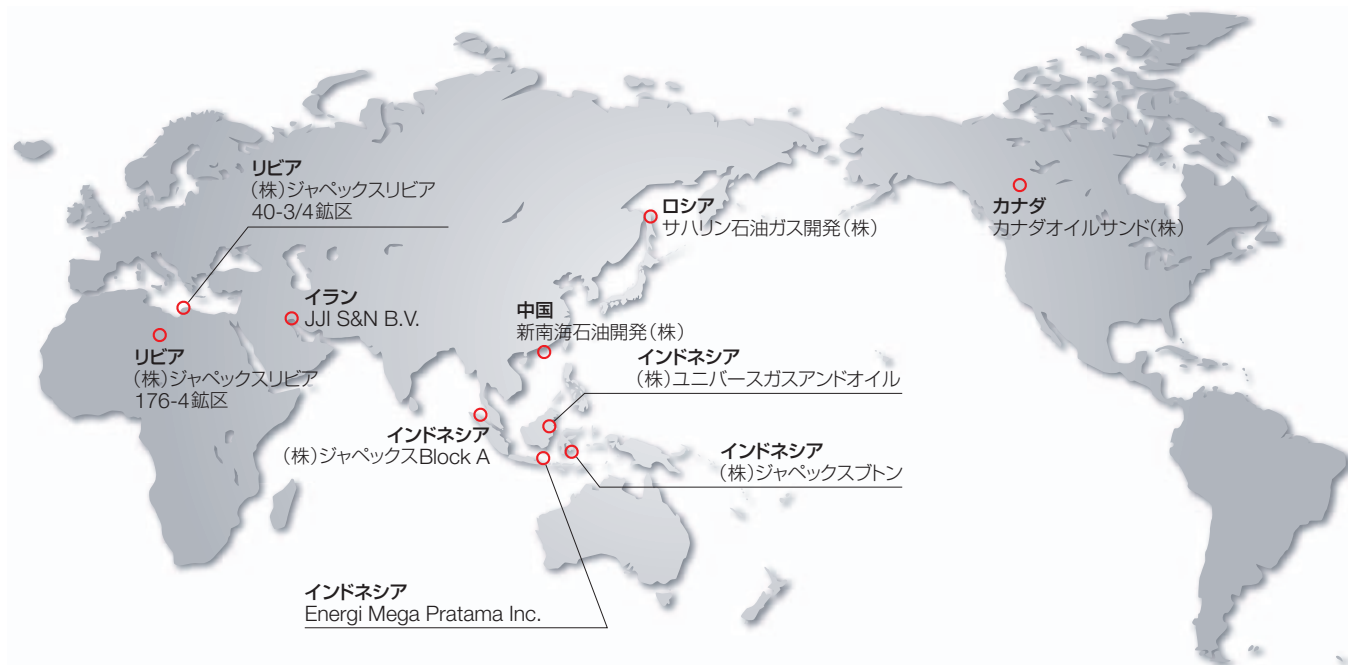 リビア
(株)ジャペックスリビア
40-3/4鉱区
ロシア
サハリン石油ガス開発(株)
カナダ
カナダオイルサンド(株)
イラン
JJI S&N B.V.
中国
新南海石油開発(株)
リビア
(株)ジャペックスリビア
176-4鉱区
インドネシア
(株)ユニバースガスアンドオイル
インドネシア
(株)ジャペックスBlock A
インドネシア
(株)ジャペックスブトン
インドネシア
Energi Mega Pratama Inc.